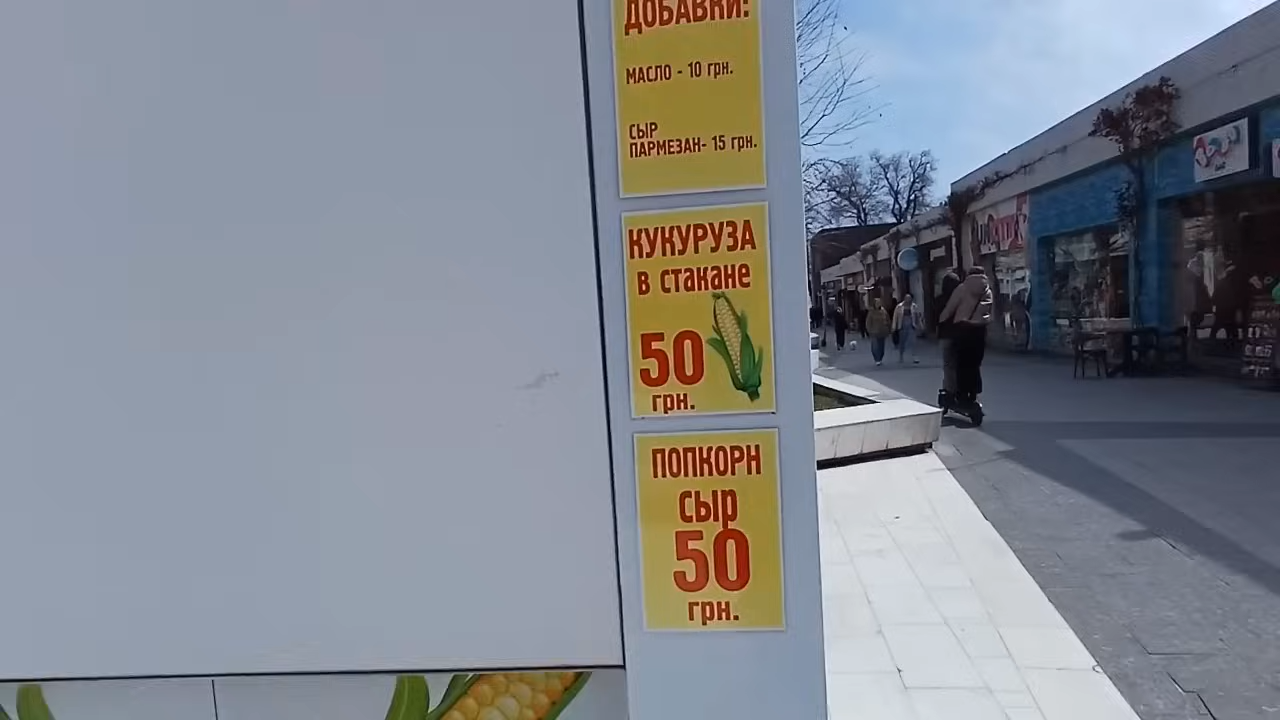 ДОБАВКИ:
МАСЛО - 10 грн.
СЫР
ПАРМЕЗАН- 15 грн.
КУКУРУЗА
в стакане
50
грн.
ПОПКОРН
сыр
50
грн.